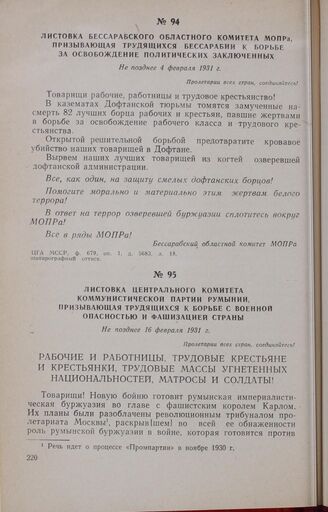 № 94
ЛИСТОВКА БЕССАРАБСКОГО ОБЛАСТНОГО КОМИТЕТА МОПРа,
ПРИЗЫВАЮЩАЯ ТРУДЯЩИХСЯ БЕССАРАБИИ К БОРЬБЕ
ЗА ОСВОБОЖДЕНИЕ ПОЛИТИЧЕСКИХ ЗАКЛЮЧЕННЫХ
Не позднее 4 февраля 1931 г.
Пролетарии всех стран, соединяйтесь!
Товарищи рабочие, работницы и трудовое крестьянство!
В казематах Дофтанской тюрьмы томятся замученные на-
смерть 82 лучших борца рабочих и крестьян, павшие жертвами
в борьбе за освобождение рабочего класса и трудового кре-
стьянства.
Открытой решительной борьбой предотвратите кровавое
убийство наших товарищей в Дофтане.
Вырвем наших лучших товарищей из когтей озверевшей
дофтанской администрации.
Все, как один, на защиту смелых дофтанских борцов!
Помогите морально и материально этим жертвам белого
террора!
В ответ на террор озверевшей буржуазии сплотитесь вокруг
МОПРа!
Все в ряды МОПРа!
Бессарабский областной комитет МОПРа
ЦГА МССР, ф. 679, оп. 1, д. 5683, л. 18,
стеклографический оттиск.
№ 95
ЛИСТОВКА ЦЕНТРАЛЬНОГО КОМИТЕТА
КОММУНИСТИЧЕСКОЙ ПАРТИИ РУМЫНИИ,
ПРИЗЫВАЮЩАЯ ТРУДЯЩИХСЯ К БОРЬБЕ С ВОЕННОЙ
ОПАСНОСТЬЮ И ФАШИЗАЦИЕЙ СТРАНЫ
Не позднее 16 февраля 1931 г.
Пролетарии всех стран, соединяйтесь!
РАБОЧИЕ И РАБОТНИЦЫ, ТРУДОВЫЕ КРЕСТЬЯНЕ
И КРЕСТЬЯНКИ, ТРУДОВЫЕ МАССЫ УГНЕТЕННЫХ
НАЦИОНАЛЬНОСТЕЙ, МАТРОСЫ И СОЛДАТЫ!
Товарищи! Новую бойню готовит румынская империалисти-
ческая буржуазия во главе с фашистским королем Карлом.
Их планы были разоблачены революционным трибуналом про-
летариата Москвы¹, раскрыв[шем] во всей ее обнаженности
роль румынской буржуазии в войне, которая готовится против
¹ Речь идет о процессе «Промпартии» в ноябре 1930 г.
220